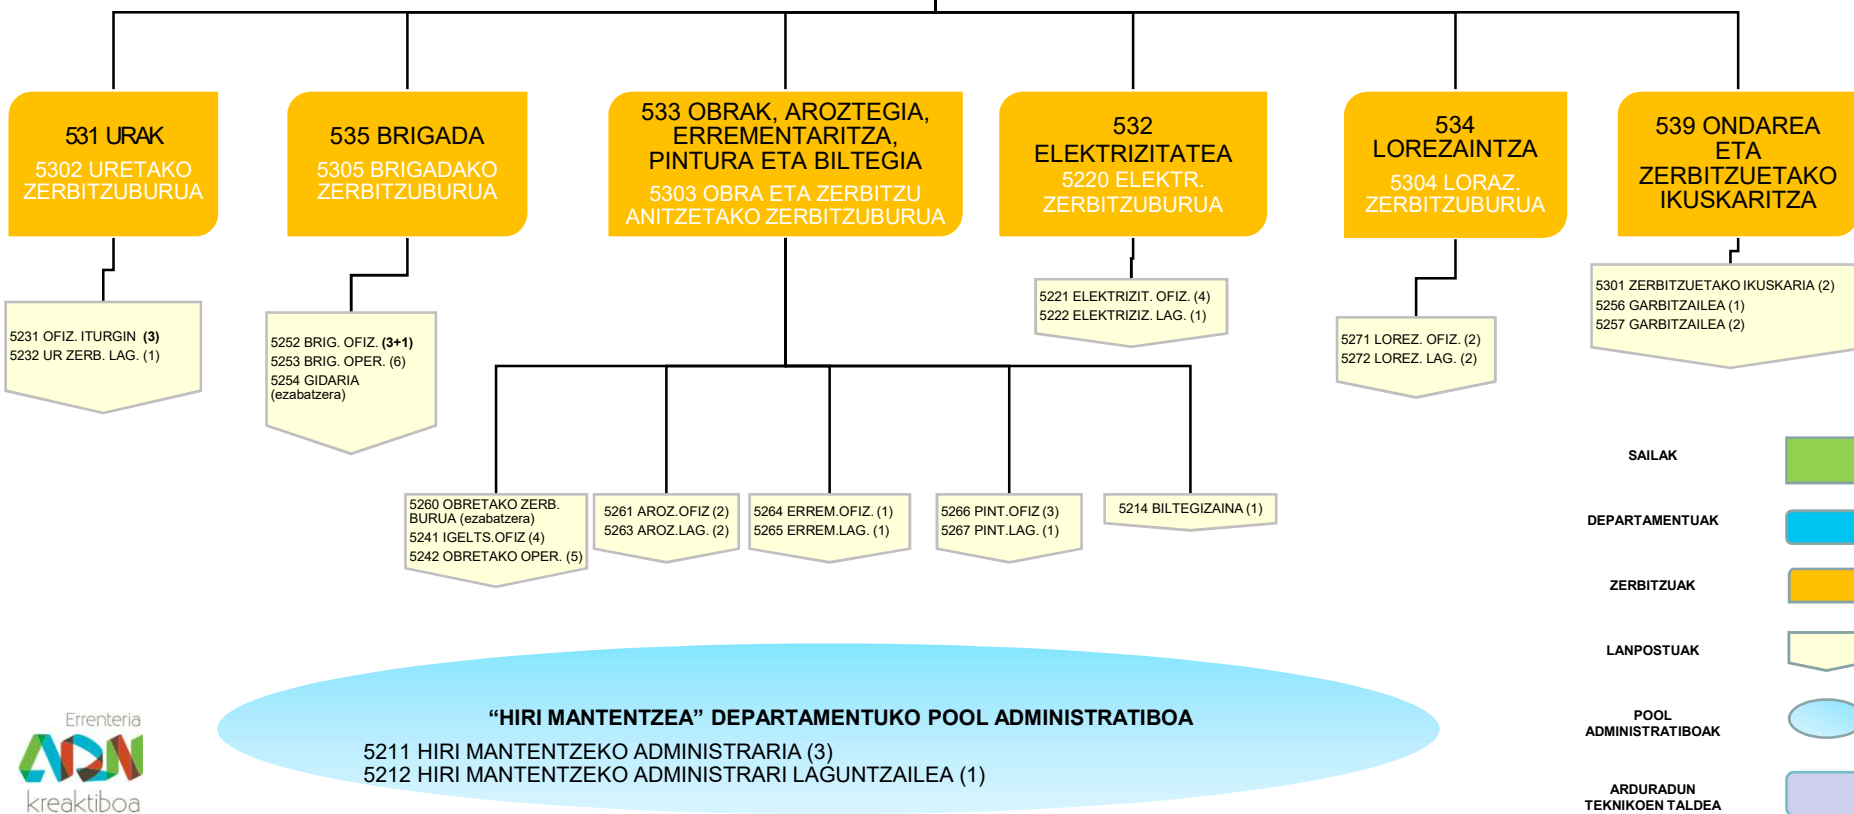 531 URAK
5302 URETAKO
ZERBITZUBURUA
535 BRIGADA
5305 BRIGADAKO
ZERBITZUBURUA
533 OBRAK, AROZTEGIA,
ERREMENTARITZA,
PINTURA ETA BILTEGIA
5303 OBRA ETA ZERBITZU
ANITZETAKO ZERBITZUBURUA
532
ELEKTRIZITATEA
5220 ELEKTR.
ZERBITZUBURUA
534
LOREZAINTZA
5304 LORAZ.
ZERBITZUBURUA
539 ONDAREA
ETA
ZERBITZUETAKO
IKUSKARITZA
5231 OFIZ. ITURGIN (3)
5232 UR ZERB. LAG. (1)
5252 BRIG. OFIZ. (3+1)
5253 BRIG. OPER. (6)
5254 GIDARIA
(ezabatzera)
5221 ELEKTRIZIT. OFIZ. (4)
5222 ELEKTRIZIZ. LAG. (1)
5271 LOREZ. OFIZ. (2)
5272 LOREZ. LAG. (2)
5301 ZERBITZUETAKO IKUSKARIA (2)
5256 GARBITZAILEA (1)
5257 GARBITZAILEA (2)
5260 OBRETAKO ZERB.
BURUA (ezabatzera)
5241 IGELTS.OFIZ (4)
5242 OBRETAKO OPER. (5)
5261 AROZ.OFIZ (2)
5263 AROZ.LAG. (2)
5264 ERREM.OFIZ. (1)
5265 ERREM.LAG. (1)
5266 PINT.OFIZ (3)
5267 PINT.LAG. (1)
5214 BILTEGIZAINA (1)
SAILAK
DEPARTAMENTUAK
ZERBITZUAK
LANPOSTUAK
POOL
ADMINISTRATIBOAK
ARDURADUN
TEKNIKOEN TALDEA
“HIRI MANTENTZEA” DEPARTAMENTUKO POOL ADMINISTRATIBOA
5211 HIRI MANTENTZEKO ADMINISTRARIA (3)
5212 HIRI MANTENTZEKO ADMINISTRARI LAGUNTZAILEA (1)
Errenteria
ADN
kreaktiboa